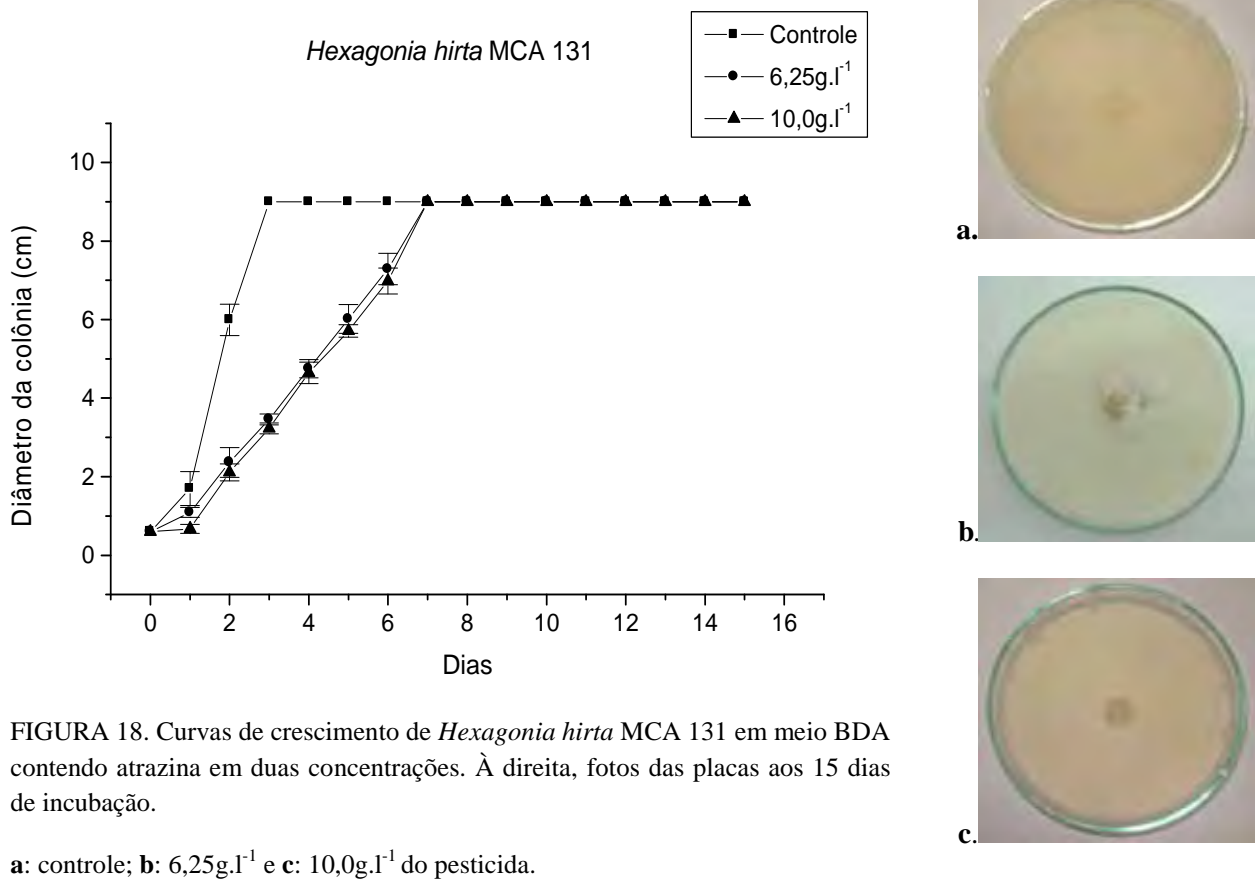 Hexagonia hirta MCA 131
Controle
6,25g.l-1
10,0g.l-1
10
8
6
4
2
0
Diâmetro da colônia (cm)
0 2 4 6 8 10 12 14 16
Dias
a.
b.
c.
FIGURA 18. Curvas de crescimento de Hexagonia hirta MCA 131 em meio BDA
contendo atrazina em duas concentrações. À direita, fotos das placas aos 15 dias
de incubação.
a: controle; b: 6,25g.l-1 e c: 10,0g.l-1 do pesticida.